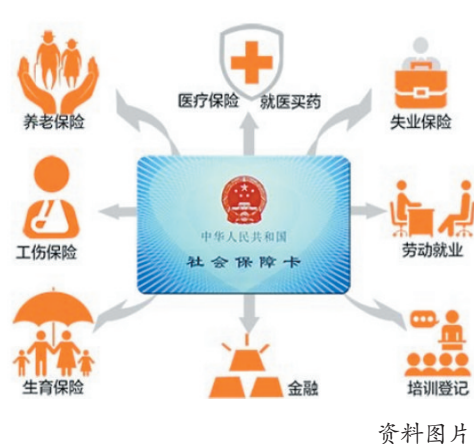 医疗保险 就医买药
养老保险
失业保险
中华人民共和国
社会保障卡
工伤保险
劳动就业
生育保险
金融
培训登记
资料图片